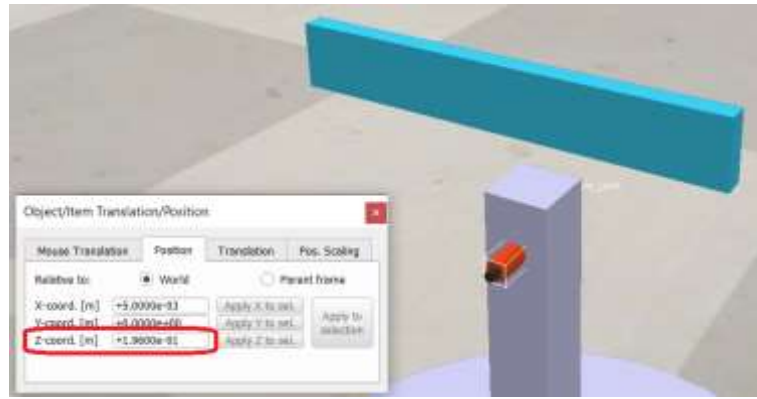 Object/Item Translation/Position
Mouse Translation Position Translation Pos. Scaling
Relative to: World Parent frame
X-coord. [m] +5.0000e-03 Apply X to sel.
Y-coord. [m] +0.0000e+00 Apply Y to sel. Apply to selection
Z-coord. [m] +1.9600e-01 Apply Z to sel.